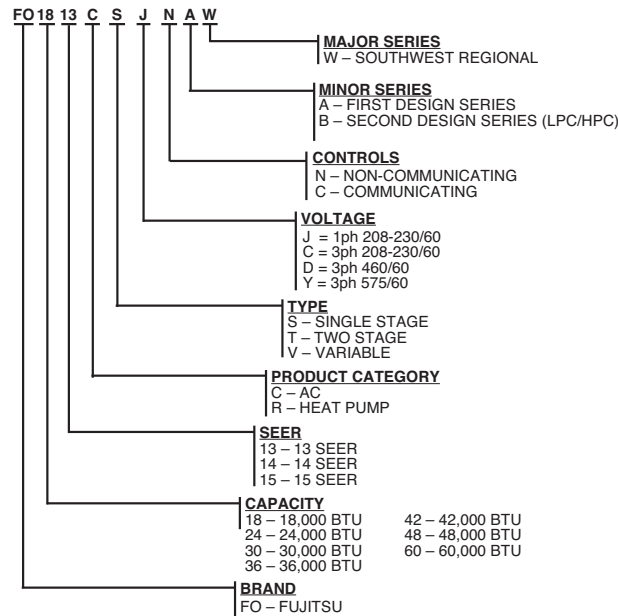 FO 18 13 C S J N A W
MAJOR SERIES
W – SOUTHWEST REGIONAL
MINOR SERIES
A – FIRST DESIGN SERIES
B – SECOND DESIGN SERIES (LPC/HPC)
CONTROLS
N – NON-COMMUNICATING
C – COMMUNICATING
VOLTAGE
J = 1ph 208-230/60
C = 3ph 208-230/60
D = 3ph 460/60
Y = 3ph 575/60
TYPE
S – SINGLE STAGE
T – TWO STAGE
V – VARIABLE
PRODUCT CATEGORY
C – AC
R – HEAT PUMP
SEER
13 – 13 SEER
14 – 14 SEER
15 – 15 SEER
CAPACITY
18 – 18,000 BTU 42 – 42,000 BTU
24 – 24,000 BTU 48 – 48,000 BTU
30 – 30,000 BTU 60 – 60,000 BTU
36 – 36,000 BTU
BRAND
FO – FUJITSU